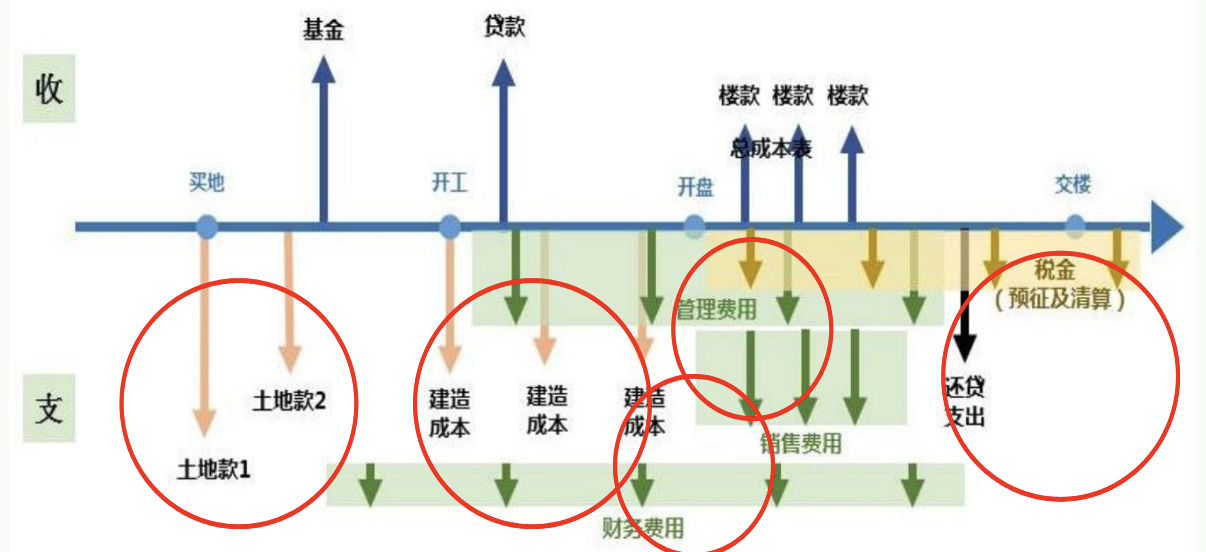 基金
贷款
收
楼款 楼款 楼款
总成本表
买地
开工
开盘
交楼
税金
（预征及清算）
管理费用
支
土地款2
土地款1
建造
成本
建造
成本
建造
成本
还贷
支出
销售费用
财务费用